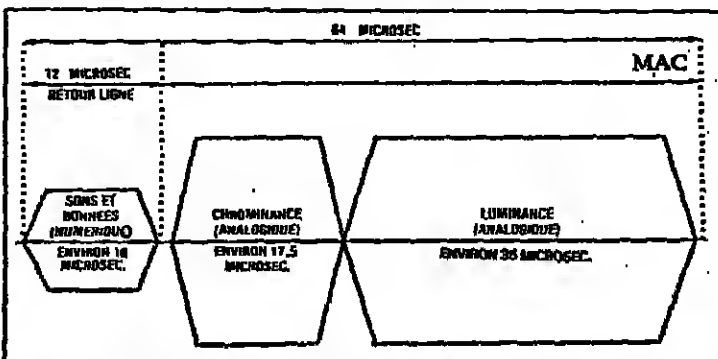 64 MICROSEC
MAC
12 MICROSEC
RETOUR LIGNE
SONS ET
DONNEES
(NUMERIQUE)
ENVIRON 10
MICROSEC.
CHROMINANCE
(ANALOGIQUE)
ENVIRON 17,5
MICROSEC.
LUMINANCE
(ANALOGIQUE)
ENVIRON 35 MICROSEC.